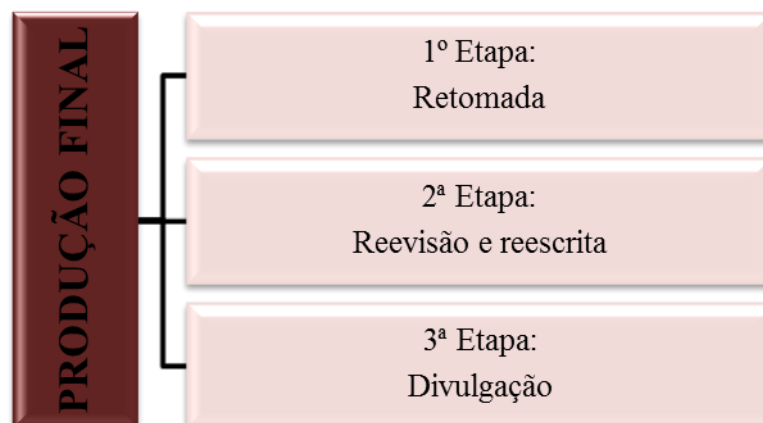 PRODUÇÃO FINAL
1º Etapa:
Retomada
2ª Etapa:
Reevisão e reescrita
3ª Etapa:
Divulgação